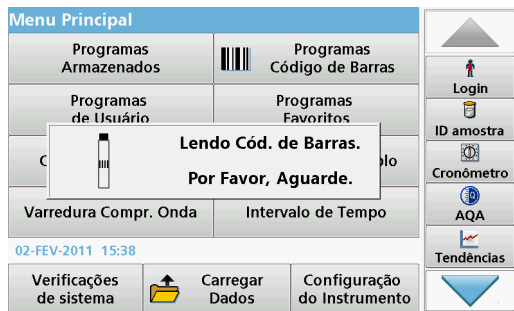 Menu Principal
Programas
Armazenados
Programas
Código de Barras
Programas
de Usuário
Programas
Favoritos
Lendo Cód. de Barras.
Por Favor, Aguarde.
Varredura Compr. Onda
Intervalo de Tempo
02-FEV-2011 15:38
Verificações
de sistema
Carregar
Dados
Configuração
do Instrumento
Login
ID amostra
Cronômetro
AQA
Tendências